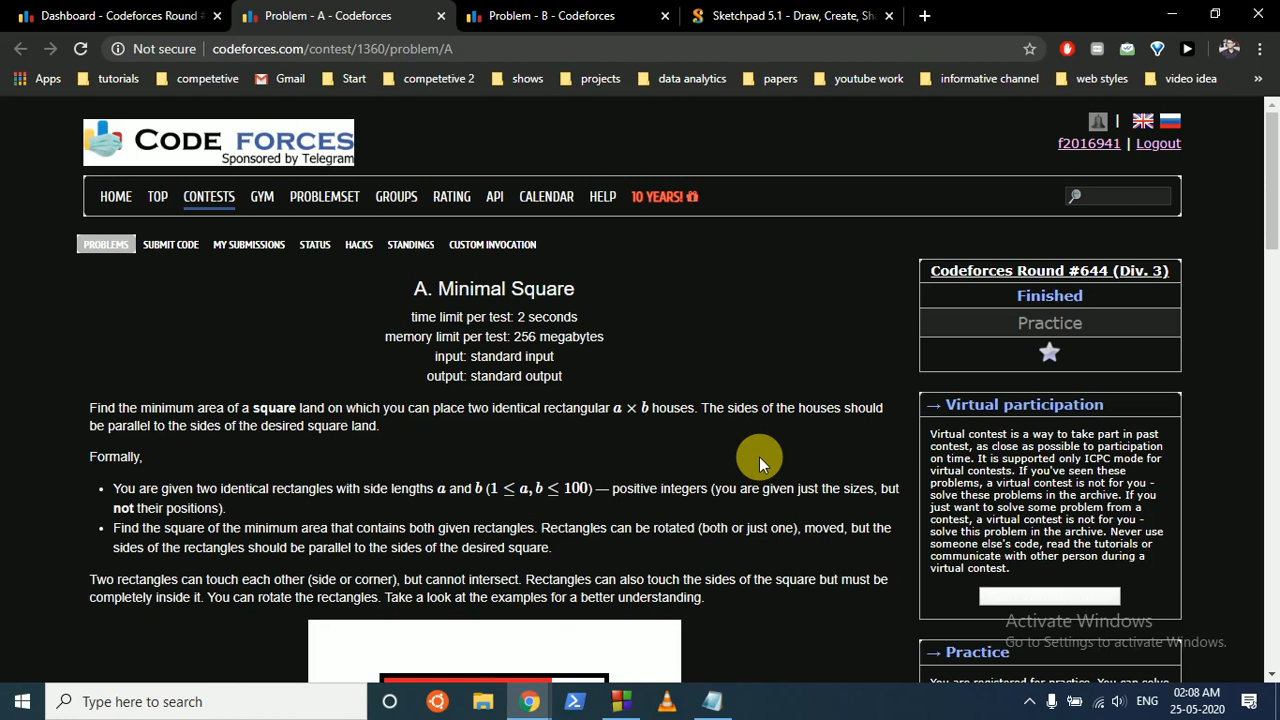 Dashboard - Codeforces Round
Problem - A - Codeforces
Problem - B - Codeforces
Sketchpad 5.1 - Draw, Create, Sha
Not secure | codeforces.com/contest/1360/problem/A
Apps tutorials competetive Gmail Start competetive 2 shows projects data analytics papers youtube work informative channel web styles video idea »
CODE FORCES
Sponsored by Telegram
f2016941 | Logout
HOME TOP CONTESTS GYM PROBLEMSET GROUPS RATING API CALENDAR HELP 10 YEARS!
PROBLEMS SUBMIT CODE MY SUBMISSIONS STATUS HACKS STANDINGS CUSTOM INVOCATION
A. Minimal Square
time limit per test: 2 seconds
memory limit per test: 256 megabytes
input: standard input
output: standard output
Find the minimum area of a square land on which you can place two identical rectangular a × b houses. The sides of the houses should
be parallel to the sides of the desired square land.
Formally,
• You are given two identical rectangles with side lengths a and b (1 ≤ a, b ≤ 100) — positive integers (you are given just the sizes, but
not their positions).
• Find the square of the minimum area that contains both given rectangles. Rectangles can be rotated (both or just one), moved, but the
sides of the rectangles should be parallel to the sides of the desired square.
Two rectangles can touch each other (side or corner), but cannot intersect. Rectangles can also touch the sides of the square but must be
completely inside it. You can rotate the rectangles. Take a look at the examples for a better understanding.
Codeforces Round #644 (Div. 3)
Finished
Practice
→ Virtual participation
Virtual contest is a way to take part in past
contest, as close as possible to participation
on time. It is supported only ICPC mode for
virtual contests. If you've seen these
problems, a virtual contest is not for you -
solve these problems in the archive. If you
just want to solve some problem from a
contest, a virtual contest is not for you -
solve this problem in the archive. Never use
someone else's code, read the tutorials or
communicate with other person during a
virtual contest.
Activate Windows
Go to Settings to activate Windows.
→ Practice
You are registered for practice. You can solve
Type here to search
ENG
02:08 AM
25-05-2020